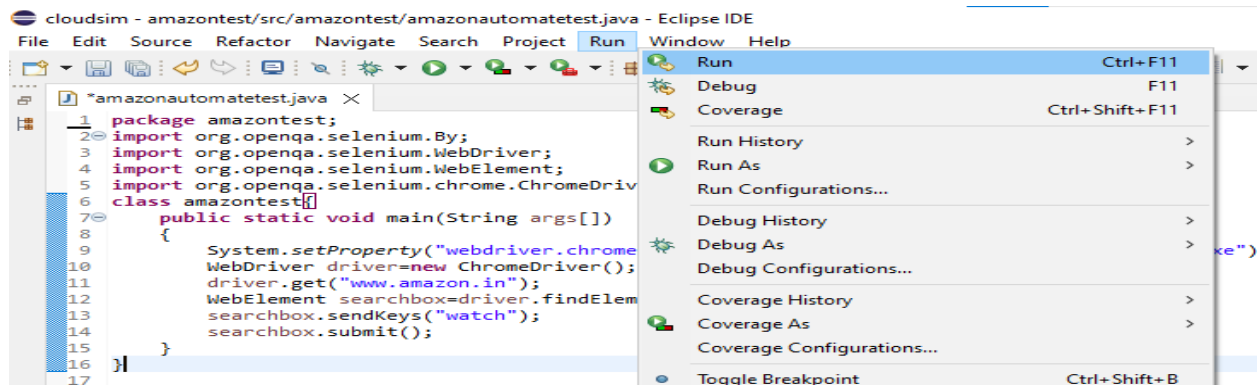 cloudsim - amazontest/src/amazontest/amazonautomatetest.java - Eclipse IDE
File Edit Source Refactor Navigate Search Project Run Window Help
*amazonautomatetest.java
1 package amazontest;
2 import org.openqa.selenium.By;
3 import org.openqa.selenium.WebDriver;
4 import org.openqa.selenium.WebElement;
5 import org.openqa.selenium.chrome.ChromeDriv
6 class amazontest{
7 public static void main(String args[])
8 {
9 System.setProperty("webdriver.chrome xe")
10 WebDriver driver=new ChromeDriver();
11 driver.get("www.amazon.in");
12 WebElement searchbox=driver.findElem
13 searchbox.sendKeys("watch");
14 searchbox.submit();
15 }
16 }
17
Run Ctrl+F11
Debug F11
Coverage Ctrl+Shift+F11
Run History
Run As
Run Configurations...
Debug History
Debug As
Debug Configurations...
Coverage History
Coverage As
Coverage Configurations...
Toggle Breakpoint Ctrl+Shift+B